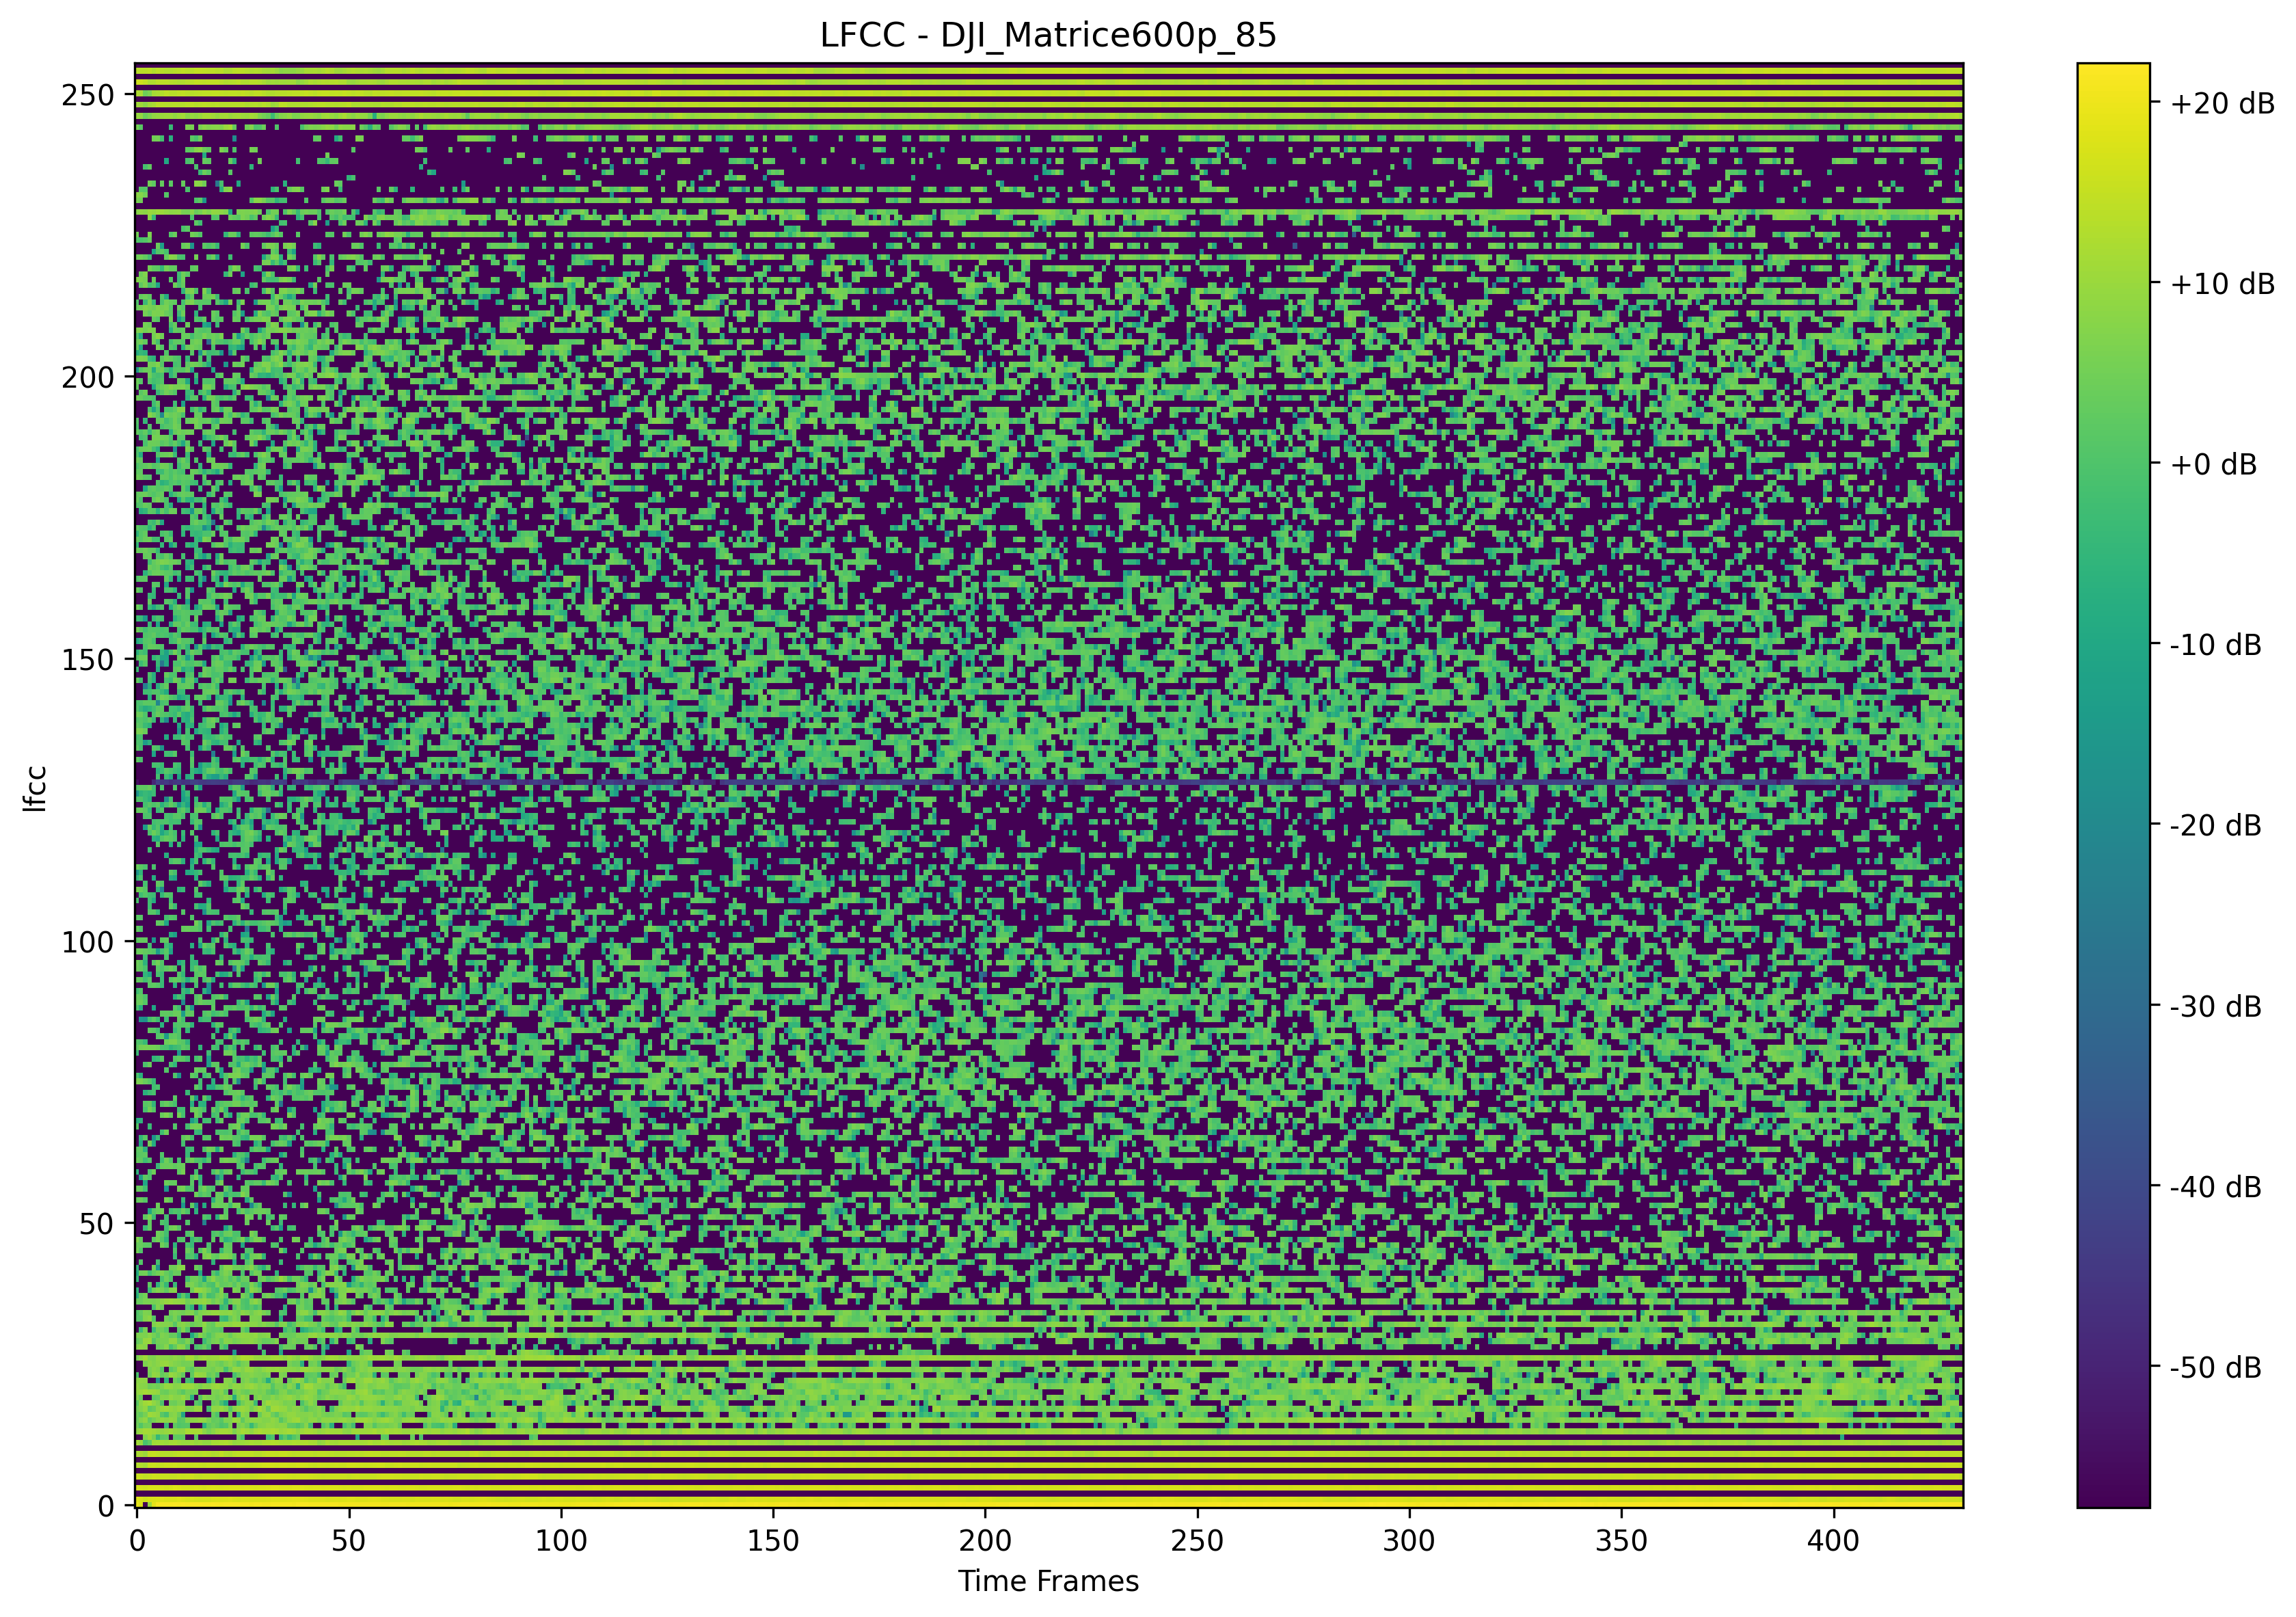 LFCC - DJI_Matrice600p_85
250
200
150
100
50
0
lfcc
0 50 100 150 200 250 300 350 400
Time Frames
+20 dB
+10 dB
+0 dB
-10 dB
-20 dB
-30 dB
-40 dB
-50 dB